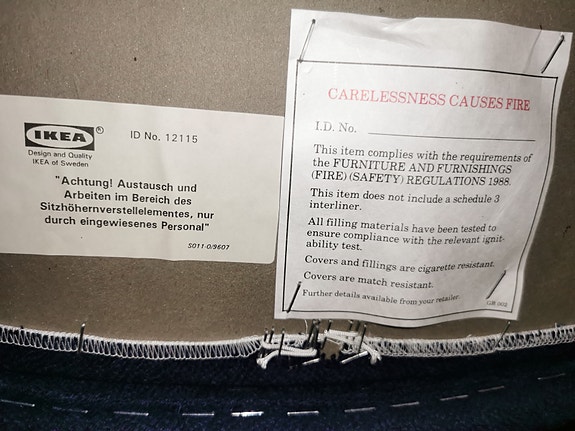 IKEA®
ID No. 12115
Design and Quality
IKEA of Sweden
"Achtung! Austausch und
Arbeiten im Bereich des
Sitzhöhernverstellelementes, nur
durch eingewiesenes Personal"
S011-0/9607
CARELESSNESS CAUSES FIRE
I.D. No.
This item complies with the requirements of
the FURNITURE AND FURNISHINGS
(FIRE) (SAFETY) REGULATIONS 1988.
This item does not include a schedule 3
interliner.
All filling materials have been tested to
ensure compliance with the relevant ignit-
ability test.
Covers and fillings are cigarette resistant.
Covers are match resistant.
Further details available from your retailer.